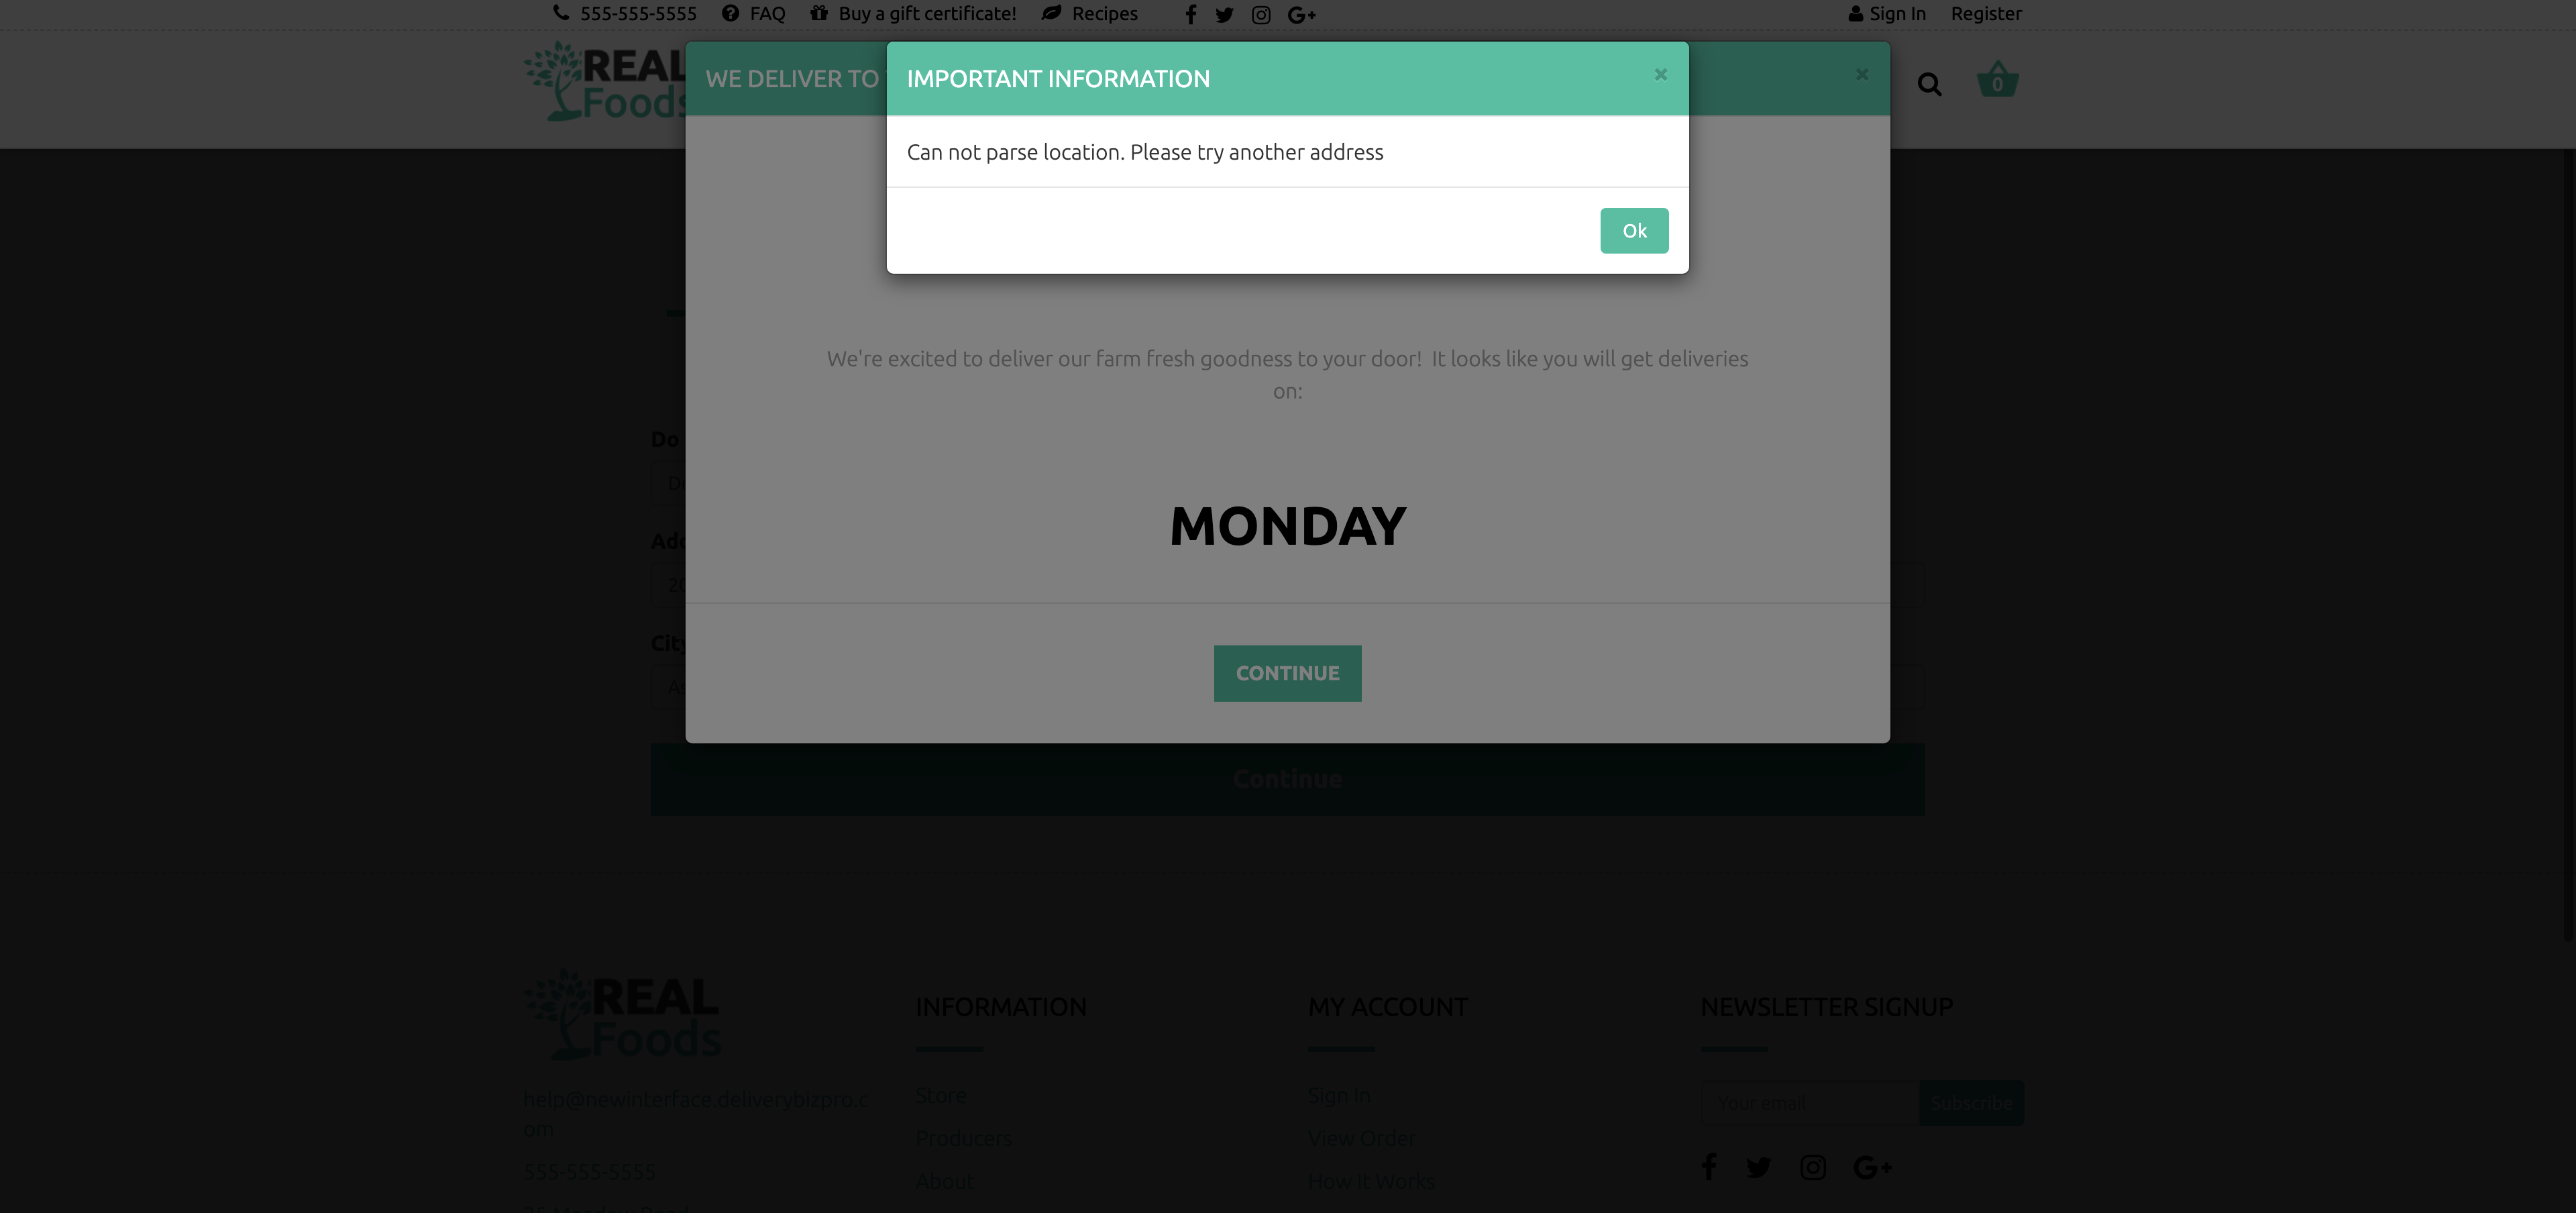 555-555-5555 FAQ Buy a gift certificate! Recipes Sign In Register
REAL
Foods
0
WE DELIVER TO
IMPORTANT INFORMATION
×
×
Can not parse location. Please try another address
Ok
We're excited to deliver our farm fresh goodness to your door! It looks like you will get deliveries
on:
Do
MONDAY
CONTINUE
Continue
REAL
Foods
INFORMATION
MY ACCOUNT
NEWSLETTER SIGNUP
help@newinterface.deliverybizpro.c
om
555-555-5555
Store
Producers
About
Sign In
View Order
How It Works
Your email Subscribe